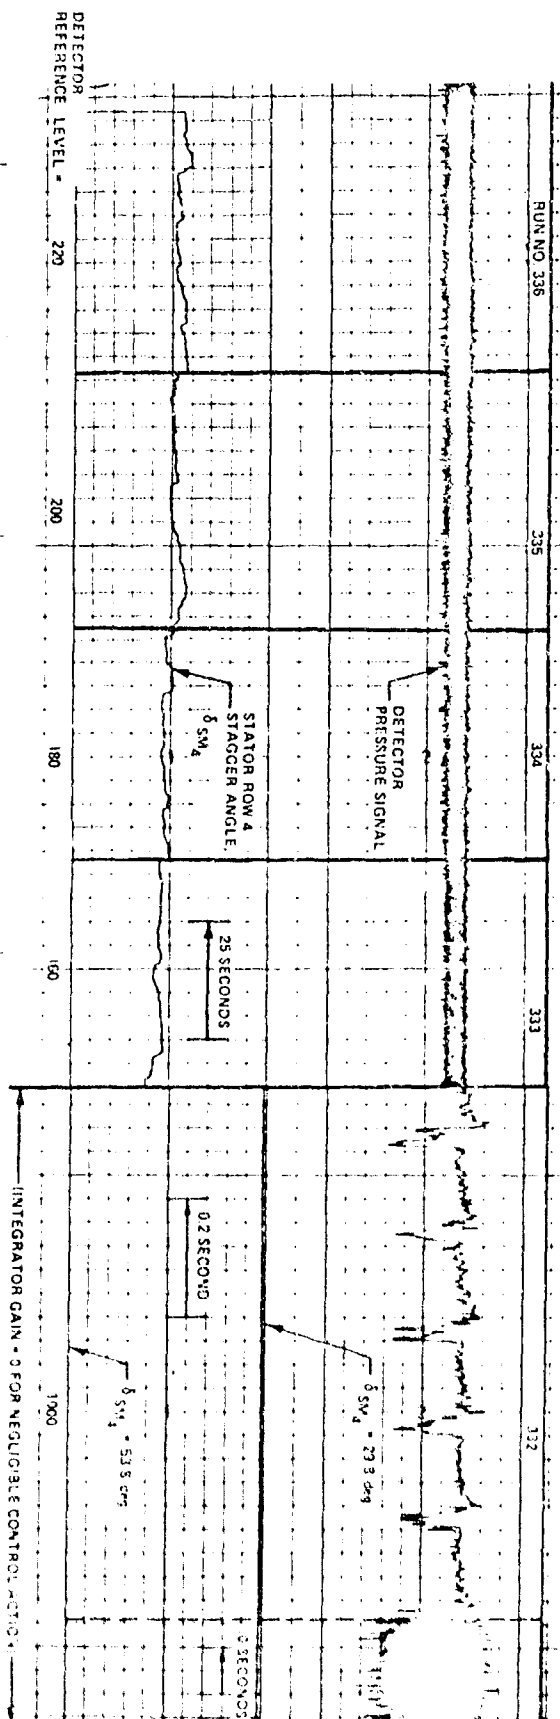 RUN NO. 336
335
334
333
332
DETECTOR
PRESSURE SIGNAL
STATOR ROW 4
STAGGER ANGLE,
δ SM4
25 SECONDS
0.2 SECOND
δ SM4 = 53.8 deg
SECONDS
DETECTOR
REFERENCE LEVEL =
220
200
180
160
1000
INTEGRATOR GAIN = 0 FOR NEGLIGIBLE CONTROL ACTION